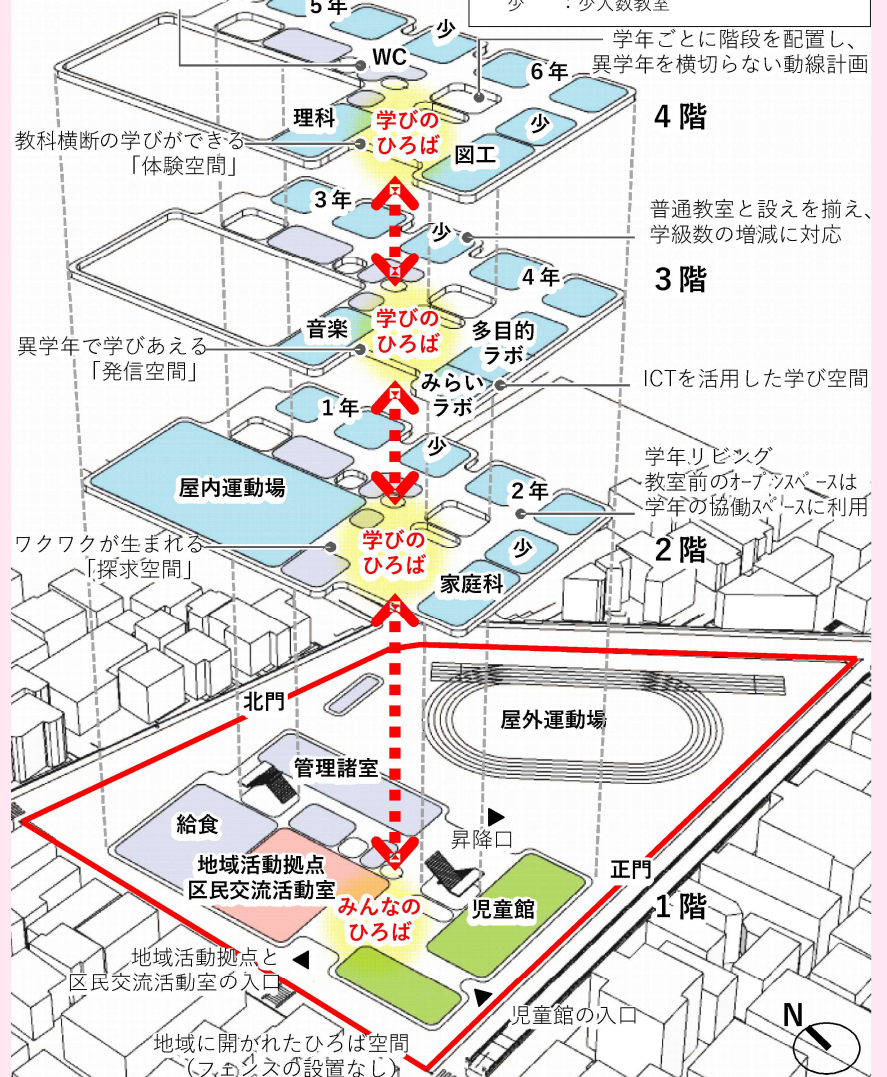 少　：少人数教室
5年
少
WC
学年ごとに階段を配置し、
異学年を横切らない動線計画
6年
4階
理科
学びの
ひろば
少
図工
教科横断の学びができる
「体験空間」
3年
少
普通教室と設えを揃え、
学級数の増減に対応
4年
3階
音楽
学びの
ひろば
多目的
ラボ
異学年で学びあえる
「発信空間」
みらい
ラボ
ICTを活用した学び空間
1年
少
学年リビング
教室前のｵｰﾌﾟﾝｽﾍﾟｰｽは
学年の協働ｽﾍﾟｰｽに利用
屋内運動場
2年
2階
ワクワクが生まれる
「探求空間」
学びの
ひろば
少
家庭科
北門
屋外運動場
管理諸室
給食
昇降口
地域活動拠点
区民交流活動室
正門
みんなの
ひろば
児童館
1階
地域活動拠点と
区民交流活動室の入口
児童館の入口
N
地域に開かれたひろば空間
（フェンスの設置なし）